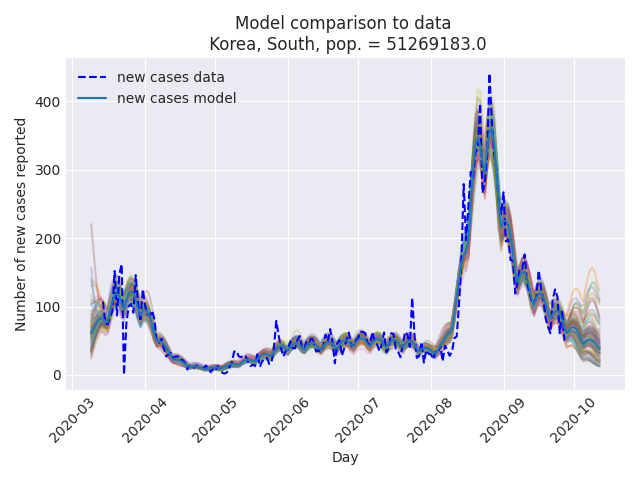 Model comparison to data
Korea, South, pop. = 51269183.0
new cases data
new cases model
Number of new cases reported
400
300
200
100
0
2020-03
2020-04
2020-05
2020-06
2020-07
2020-08
2020-09
2020-10
Day